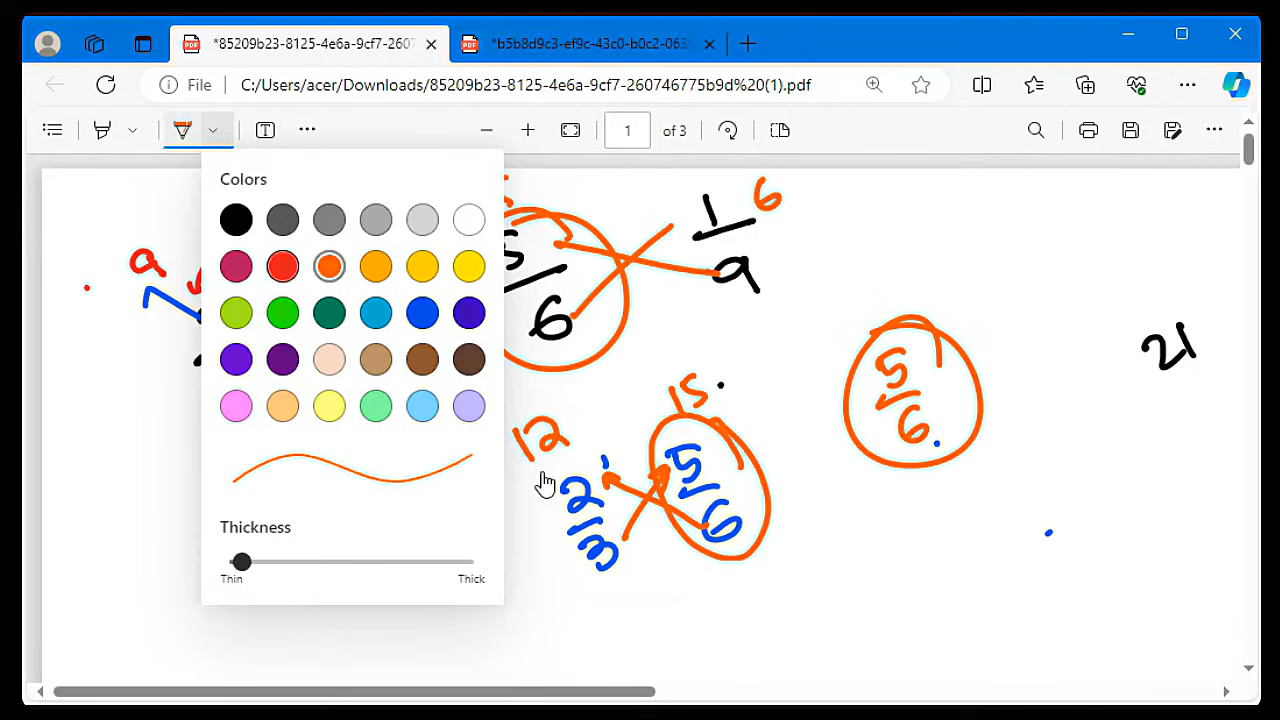 *85209b23-8125-4e6a-9cf7-2607
*b5b8d9c3-ef9c-43c0-b0c2-063
File
C:/Users/acer/Downloads/85209b23-8125-4e6a-9cf7-260746775b9d%20(1).pdf
1 of 3
Colors
Thickness
Thin
Thick
9
5
6
1
9
6
12
2
3
15
5
6
5
6
21